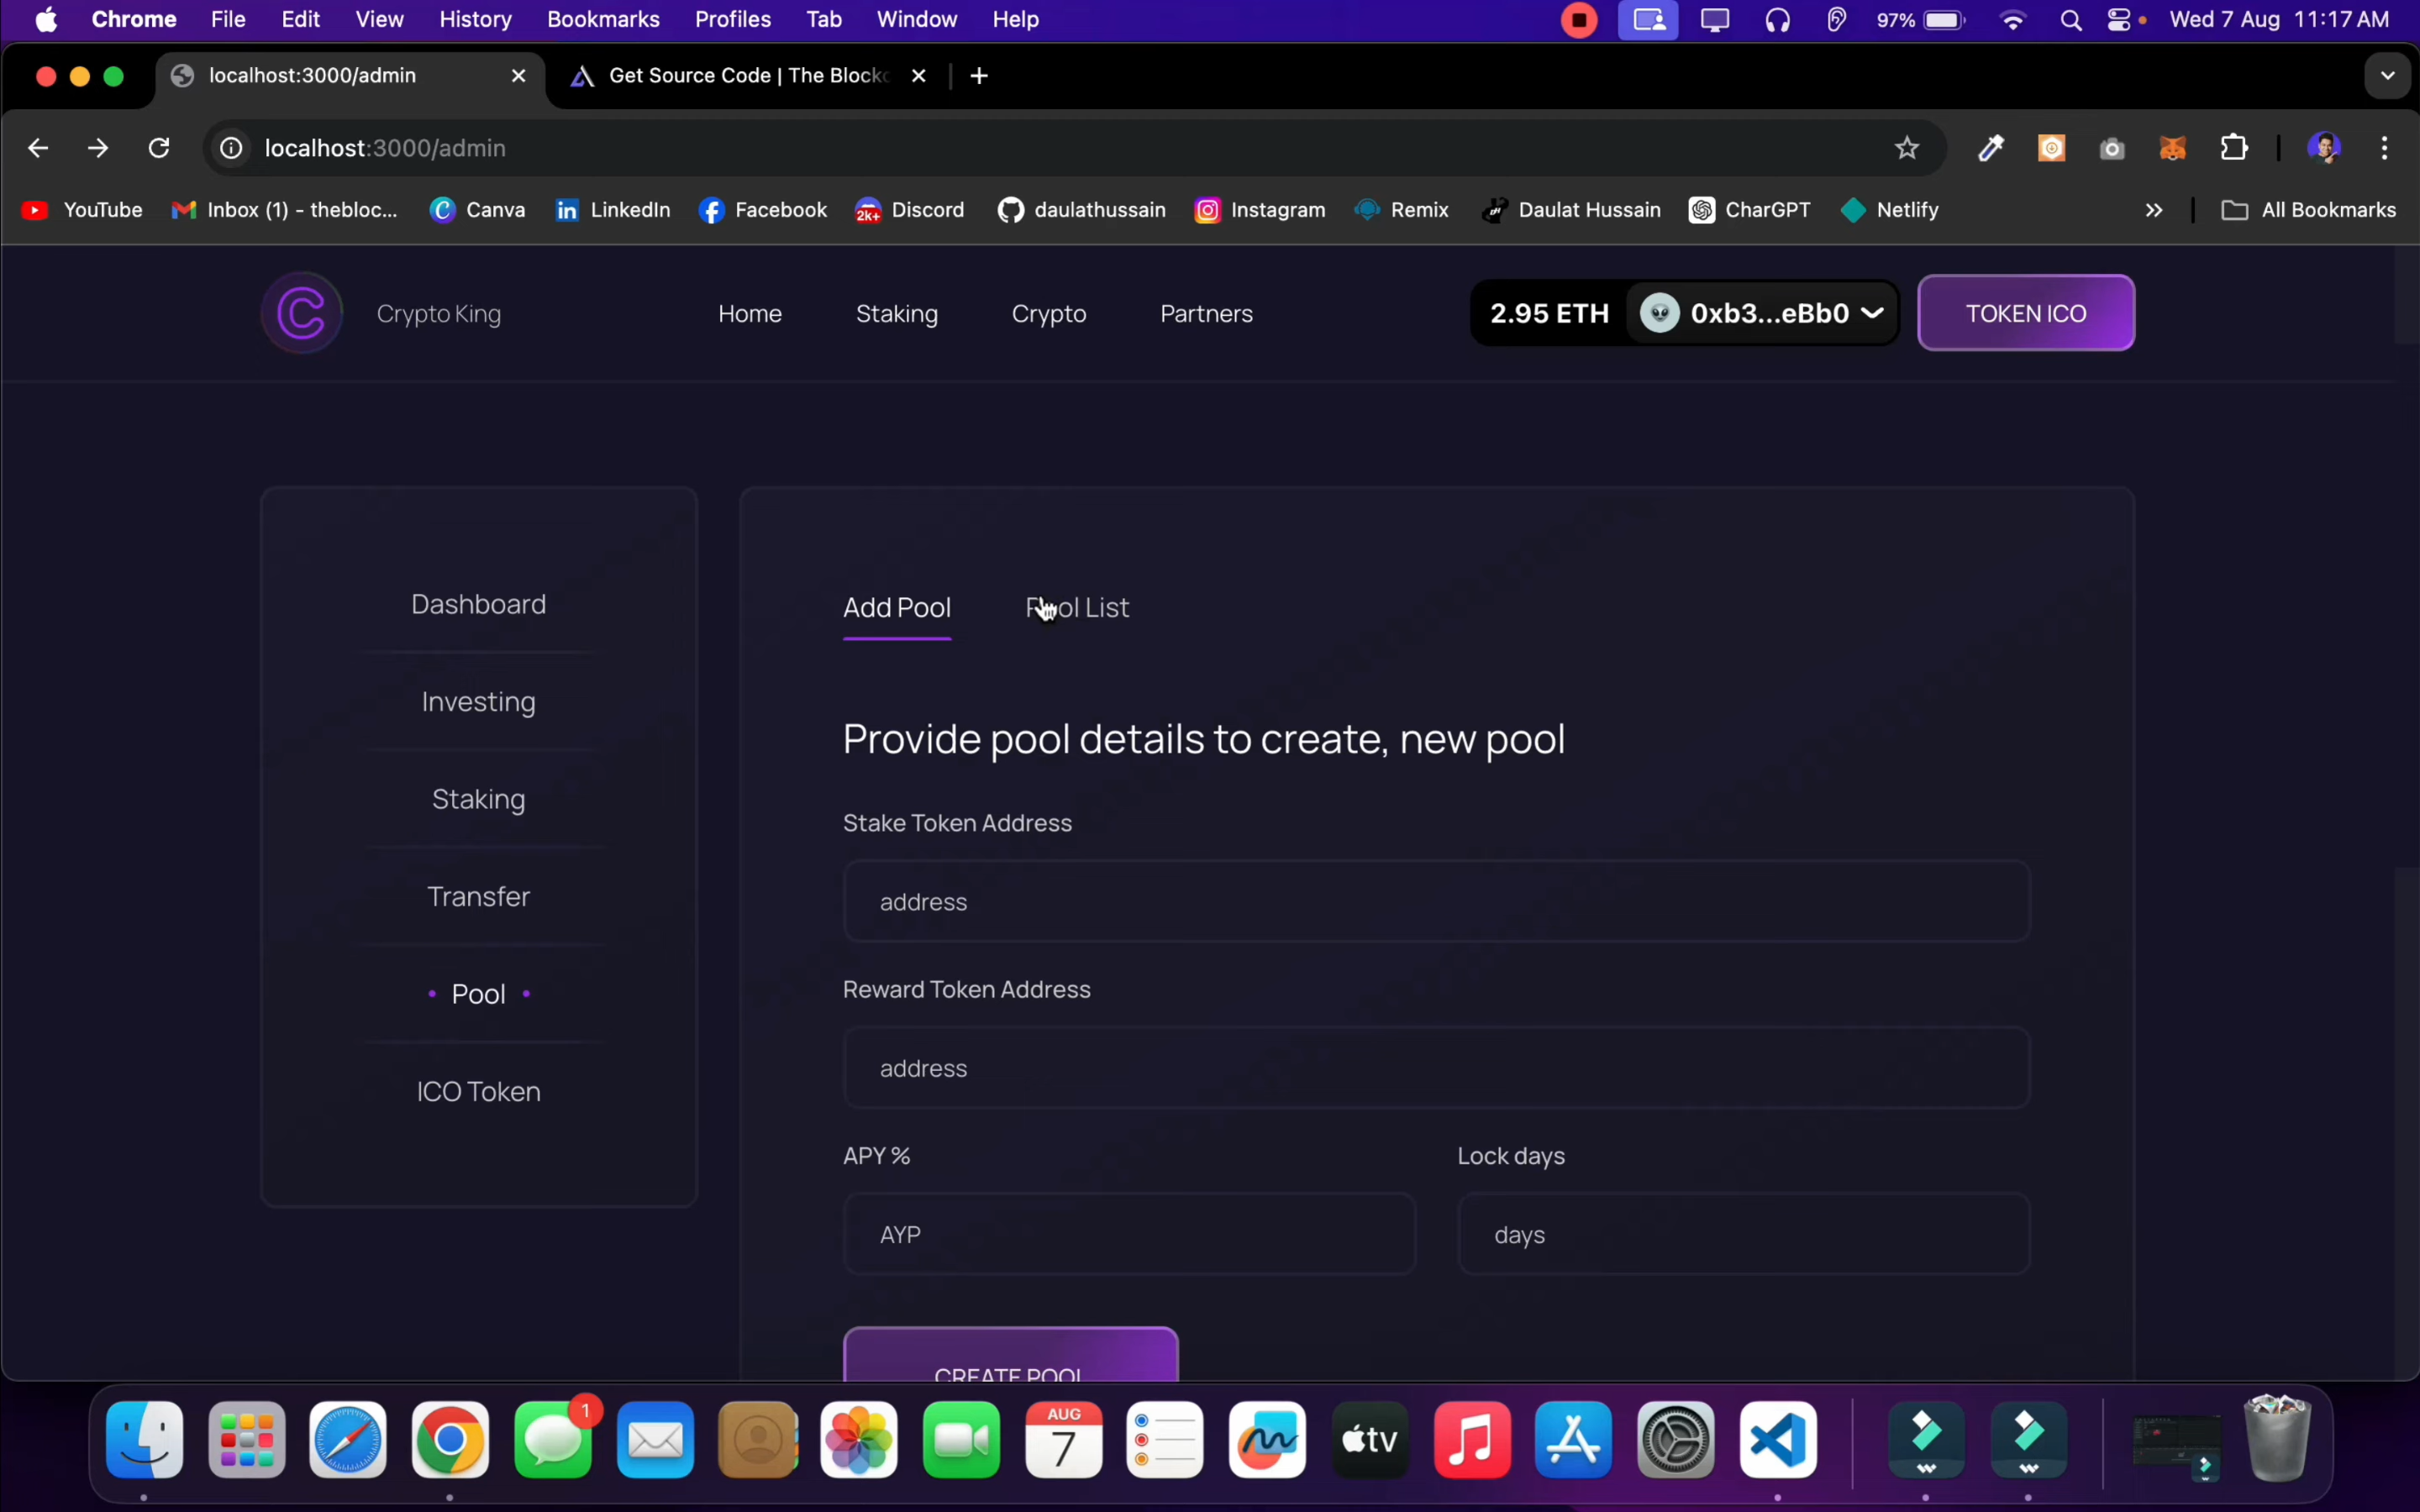 Chrome File Edit View History Bookmarks Profiles Tab Window Help 97% Wed 7 Aug 11:17 AM
localhost:3000/admin Get Source Code | The Block
localhost:3000/admin
YouTube Inbox (1) - thebloc... Canva LinkedIn Facebook 2k+ Discord daulathussain Instagram Remix Daulat Hussain CharGPT Netlify » All Bookmarks
Crypto King Home Staking Crypto Partners 2.95 ETH 0xb3...eBb0 TOKEN ICO
Dashboard
Investing
Staking
Transfer
Pool
ICO Token
Add Pool Pool List
Provide pool details to create, new pool
Stake Token Address
address
Reward Token Address
address
APY % Lock days
AYP days
CREATE POOL
1 AUG 7 tv